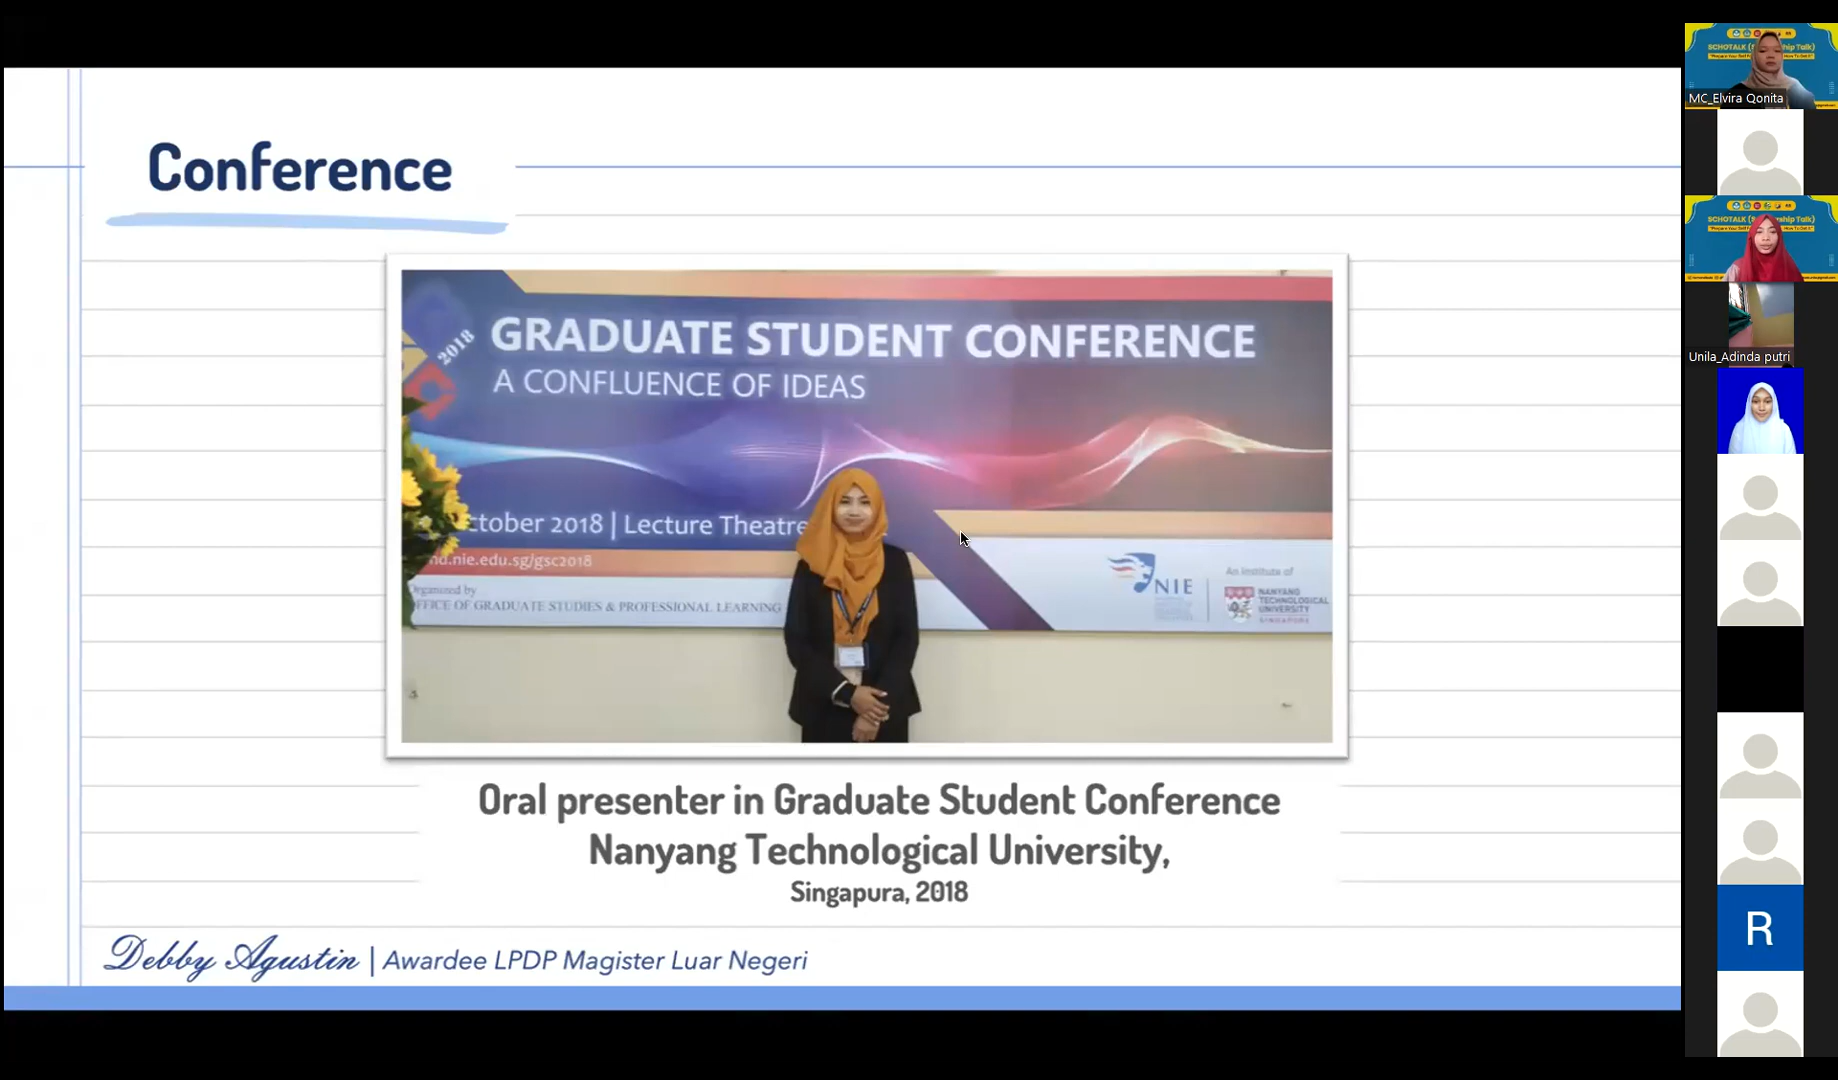 Conference
2018
GRADUATE STUDENT CONFERENCE
A CONFLUENCE OF IDEAS
ctober 2018 | Lecture Theatre
nd.nie.edu.sg/gsc2018
Organized by
OFFICE OF GRADUATE STUDIES & PROFESSIONAL LEARNING
NIE
An Institute of
NANYANG
TECHNOLOGICAL
UNIVERSITY
SINGAPORE
Oral presenter in Graduate Student Conference
Nanyang Technological University,
Singapura, 2018
Debby Agustin | Awardee LPDP Magister Luar Negeri
MC_Elvira Qonita
Unila_Adinda putri
R